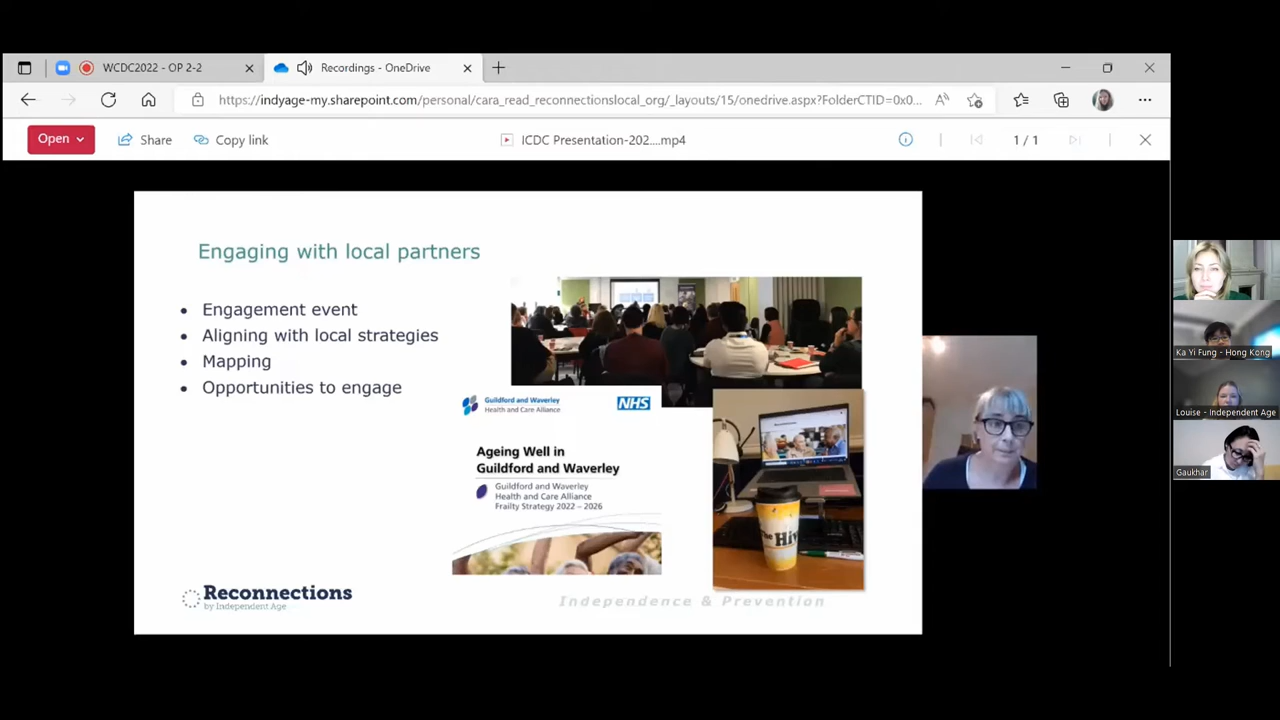 WCDC2022 - OP 2-2
Recordings - OneDrive
https://indyage-my.sharepoint.com/personal/cara_read_reconnectionslocal_org/_layouts/15/onedrive.aspx?FolderCTID=0x0...
Open
Share
Copy link
ICDC Presentation-202....mp4
1 / 1
Engaging with local partners
• Engagement event
• Aligning with local strategies
• Mapping
• Opportunities to engage
Guildford and Waverley
Health and Care Alliance
NHS
Ageing Well in
Guildford and Waverley
Guildford and Waverley
Health and Care Alliance
Frailty Strategy 2022 – 2026
The Hiv
Reconnections
by Independent Age
Independence & Prevention
Ka Yi Fung - Hong Kong
Louise - Independent Age
Gaukhar